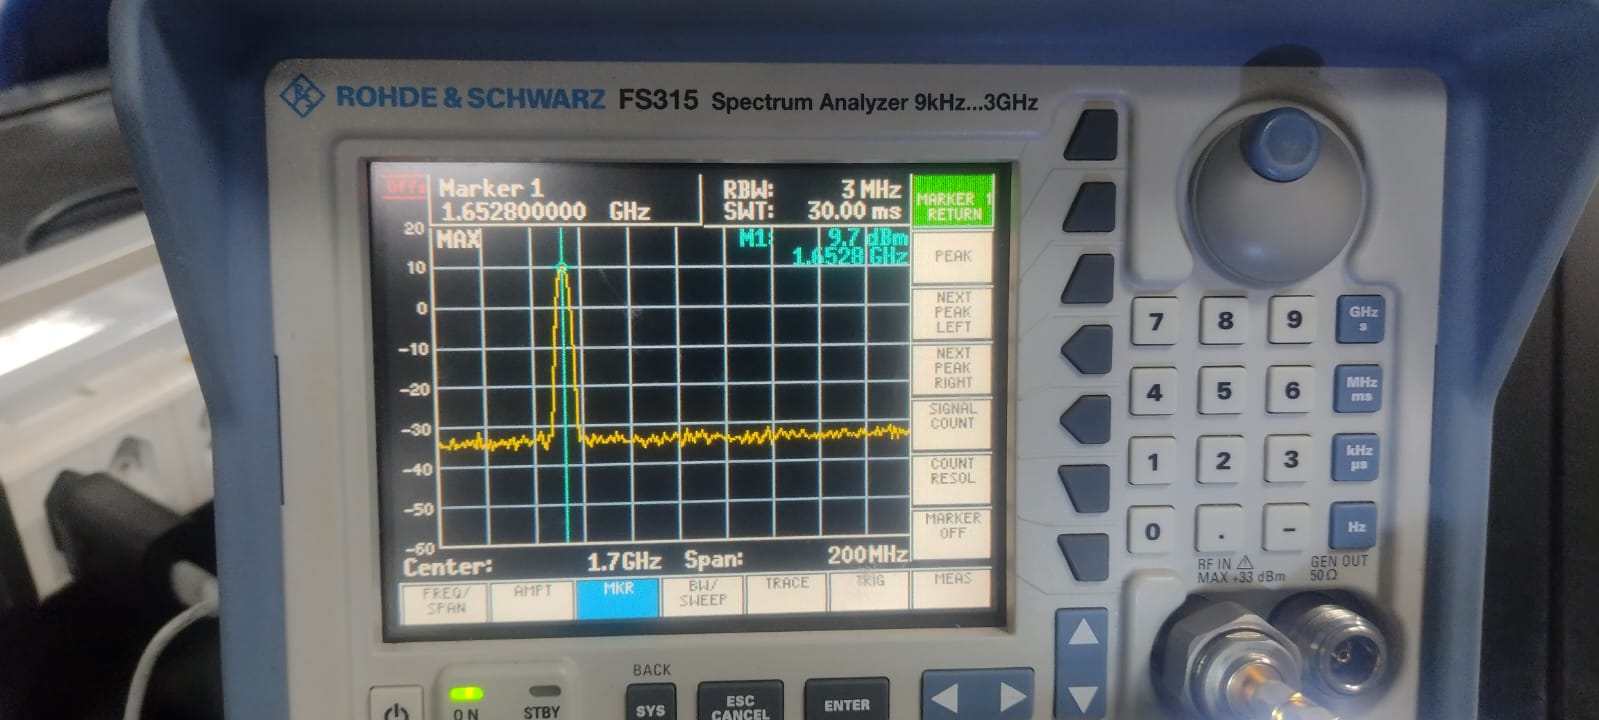 ROHDE & SCHWARZ FS315 Spectrum Analyzer 9kHz...3GHz
Offs
Marker 1
1.652800000 GHz
RBW: 3 MHz
SWT: 30.00 ms
MARKER 1
RETURN
MAX
M1: 9.7 dBm
1.6528 GHz
20
10
0
-10
-20
-30
-40
-50
-60
PEAK
NEXT
PEAK
LEFT
NEXT
PEAK
RIGHT
SIGNAL
COUNT
COUNT
RESOL
MARKER
OFF
Center: 1.7GHz Span: 200MHz
FREQ/
SPAN
AMPT
MKR
BW/
SWEEP
TRACE
TRIG
MEAS
7 8 9 GHz
s
4 5 6 MHz
ms
1 2 3 kHz
µs
0 . - Hz
RF IN ⚠
MAX +33 dBm
GEN OUT
50Ω
BACK
ON
STBY
SYS
ESC
CANCEL
ENTER